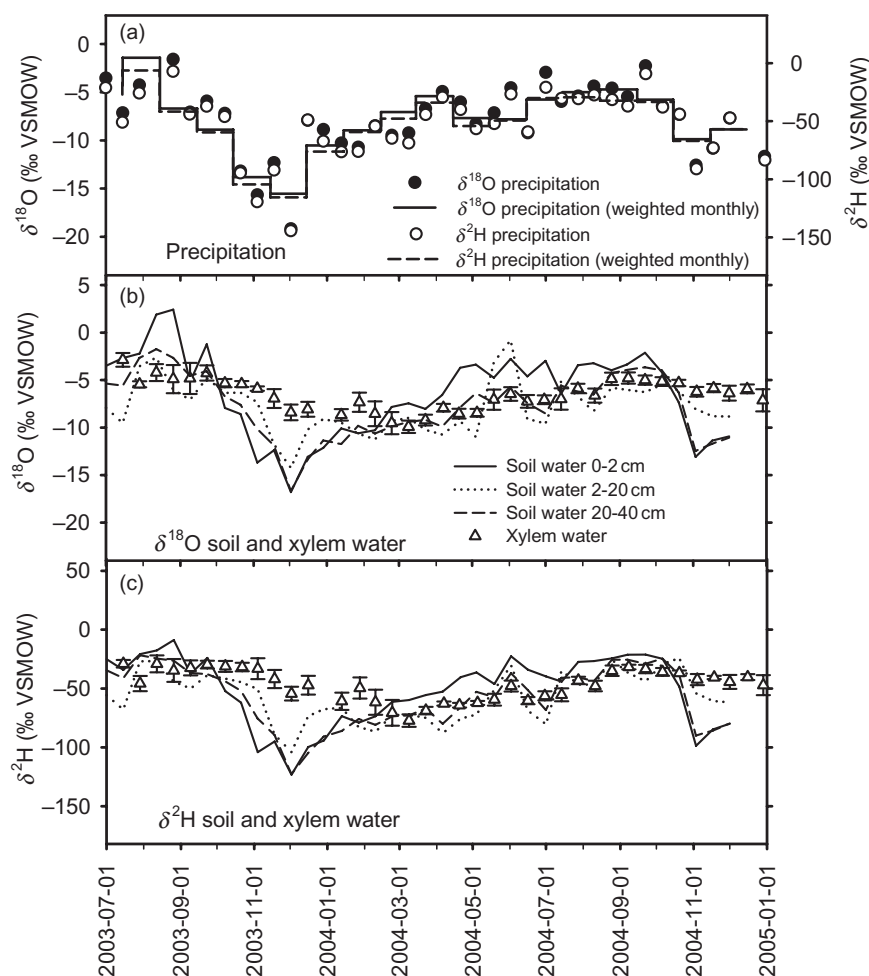 (a)
0
−5
−10
−15
−20
δ¹⁸O (‰ VSMOW)
0
−50
−100
−150
δ²H (‰ VSMOW)
δ¹⁸O precipitation
δ¹⁸O precipitation (weighted monthly)
δ²H precipitation
δ²H precipitation (weighted monthly)
Precipitation
(b)
5
0
−5
−10
−15
−20
δ¹⁸O (‰ VSMOW)
Soil water 0-2 cm
Soil water 2-20 cm
Soil water 20-40 cm
Xylem water
δ¹⁸O soil and xylem water
(c)
50
0
−50
−100
−150
δ²H (‰ VSMOW)
δ²H soil and xylem water
2003-07-01
2003-09-01
2003-11-01
2004-01-01
2004-03-01
2004-05-01
2004-07-01
2004-09-01
2004-11-01
2005-01-01